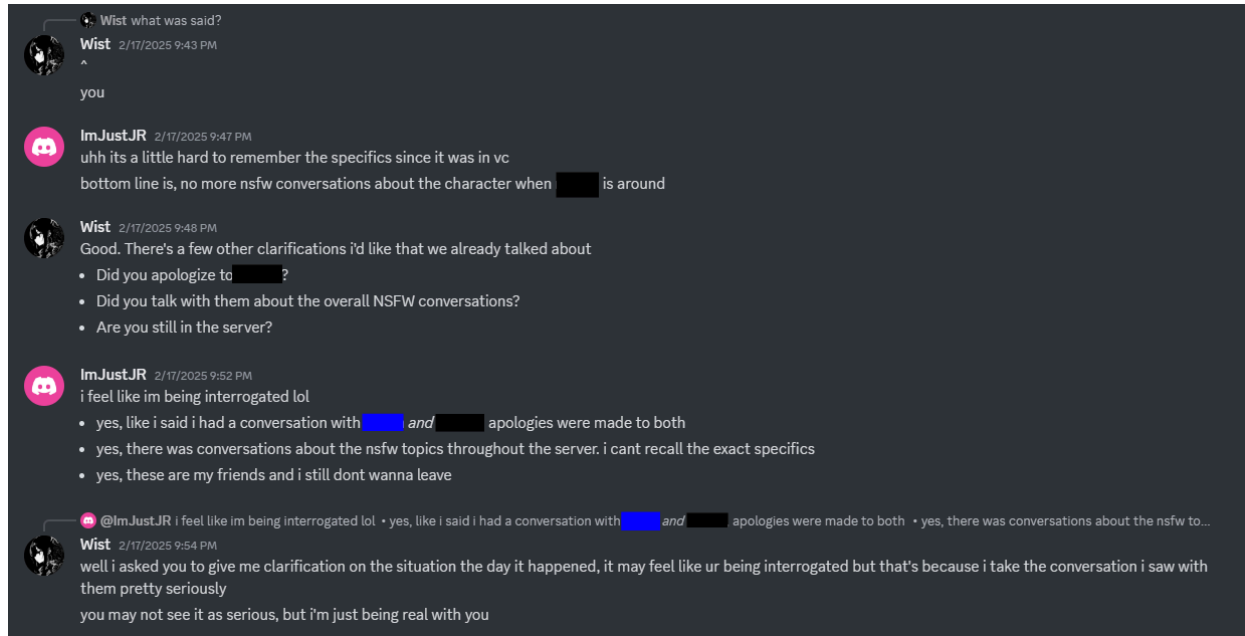 Wist what was said?
Wist 2/17/2025 9:43 PM
^
you
ImJustJR 2/17/2025 9:47 PM
uhh its a little hard to remember the specifics since it was in vc
bottom line is, no more nsfw conversations about the character when is around
Wist 2/17/2025 9:48 PM
Good. There's a few other clarifications i'd like that we already talked about
• Did you apologize to ?
• Did you talk with them about the overall NSFW conversations?
• Are you still in the server?
ImJustJR 2/17/2025 9:52 PM
i feel like im being interrogated lol
• yes, like i said i had a conversation with and apologies were made to both
• yes, there was conversations about the nsfw topics throughout the server. i cant recall the exact specifics
• yes, these are my friends and i still dont wanna leave
@ImJustJR i feel like im being interrogated lol • yes, like i said i had a conversation with and apologies were made to both • yes, there was conversations about the nsfw to...
Wist 2/17/2025 9:54 PM
well i asked you to give me clarification on the situation the day it happened, it may feel like ur being interrogated but that's because i take the conversation i saw with
them pretty seriously
you may not see it as serious, but i'm just being real with you